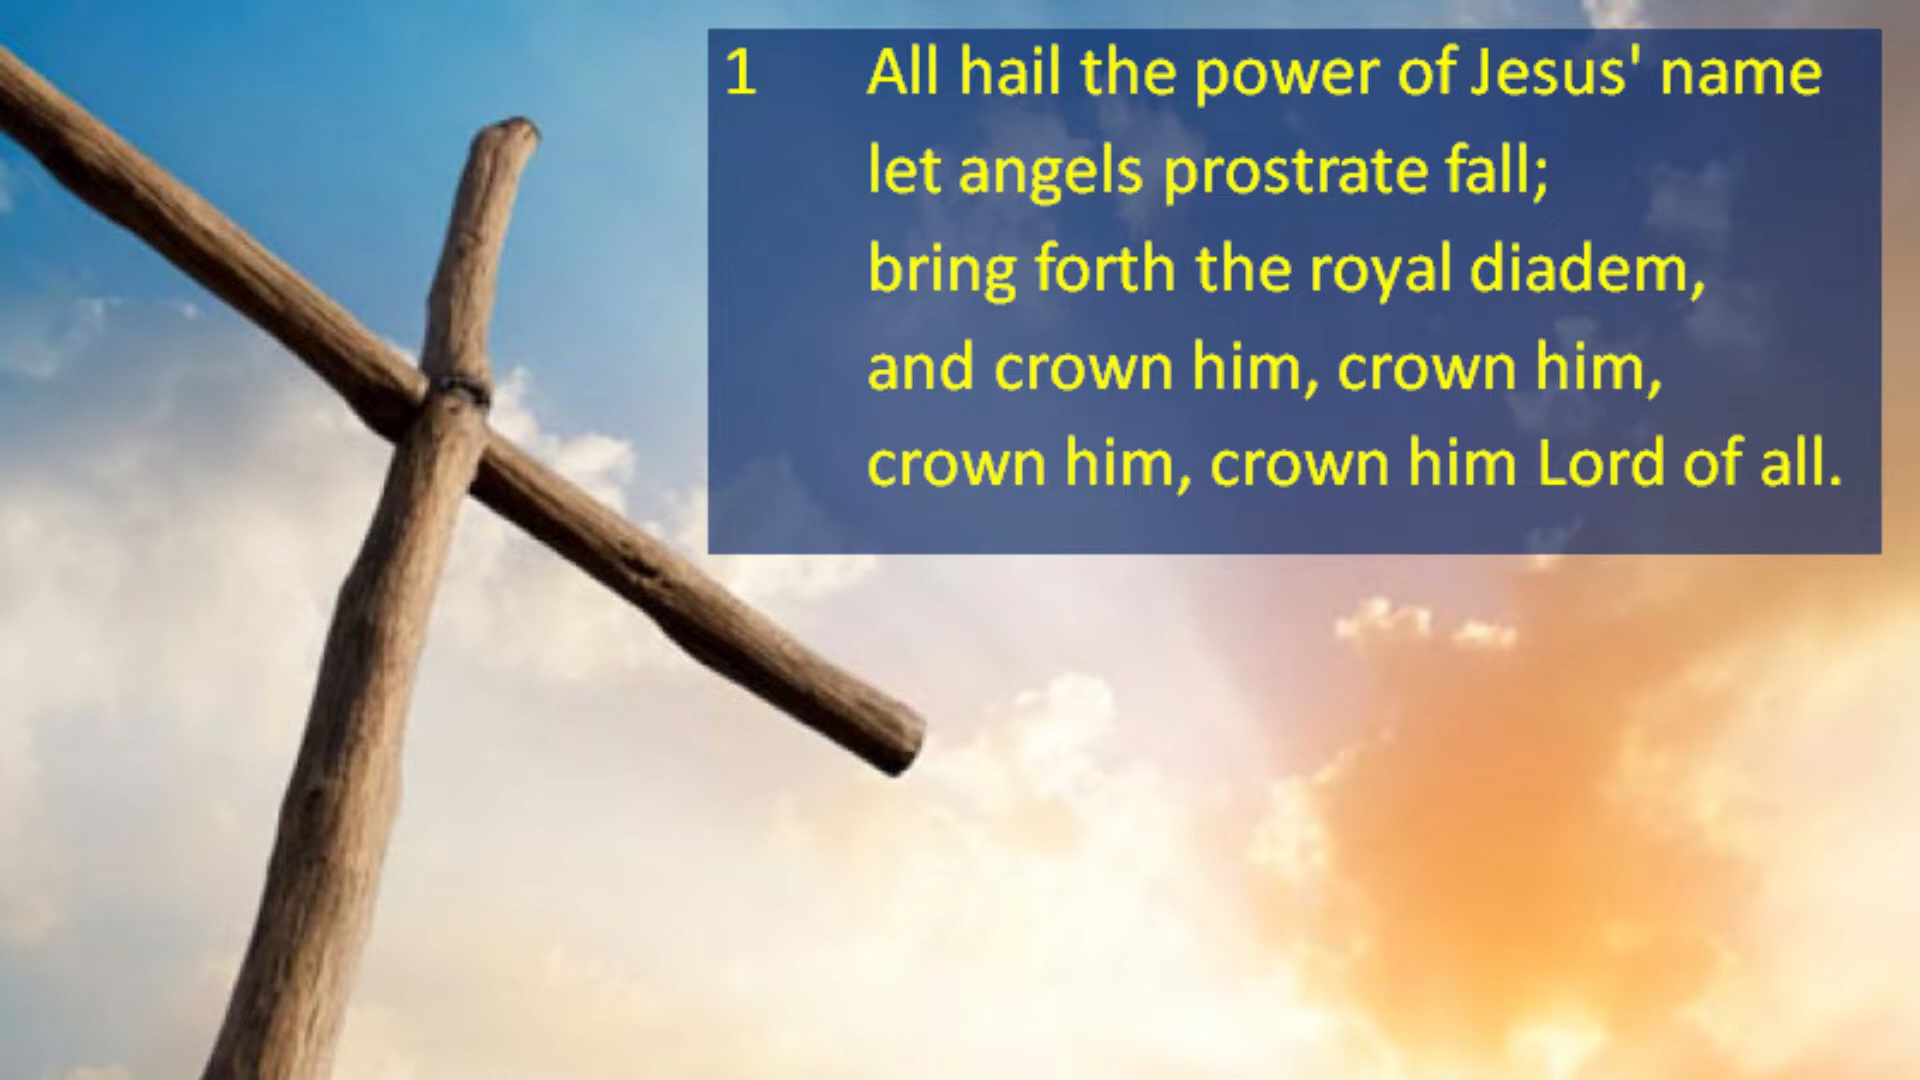 1 All hail the power of Jesus' name
let angels prostrate fall;
bring forth the royal diadem,
and crown him, crown him,
crown him, crown him Lord of all.